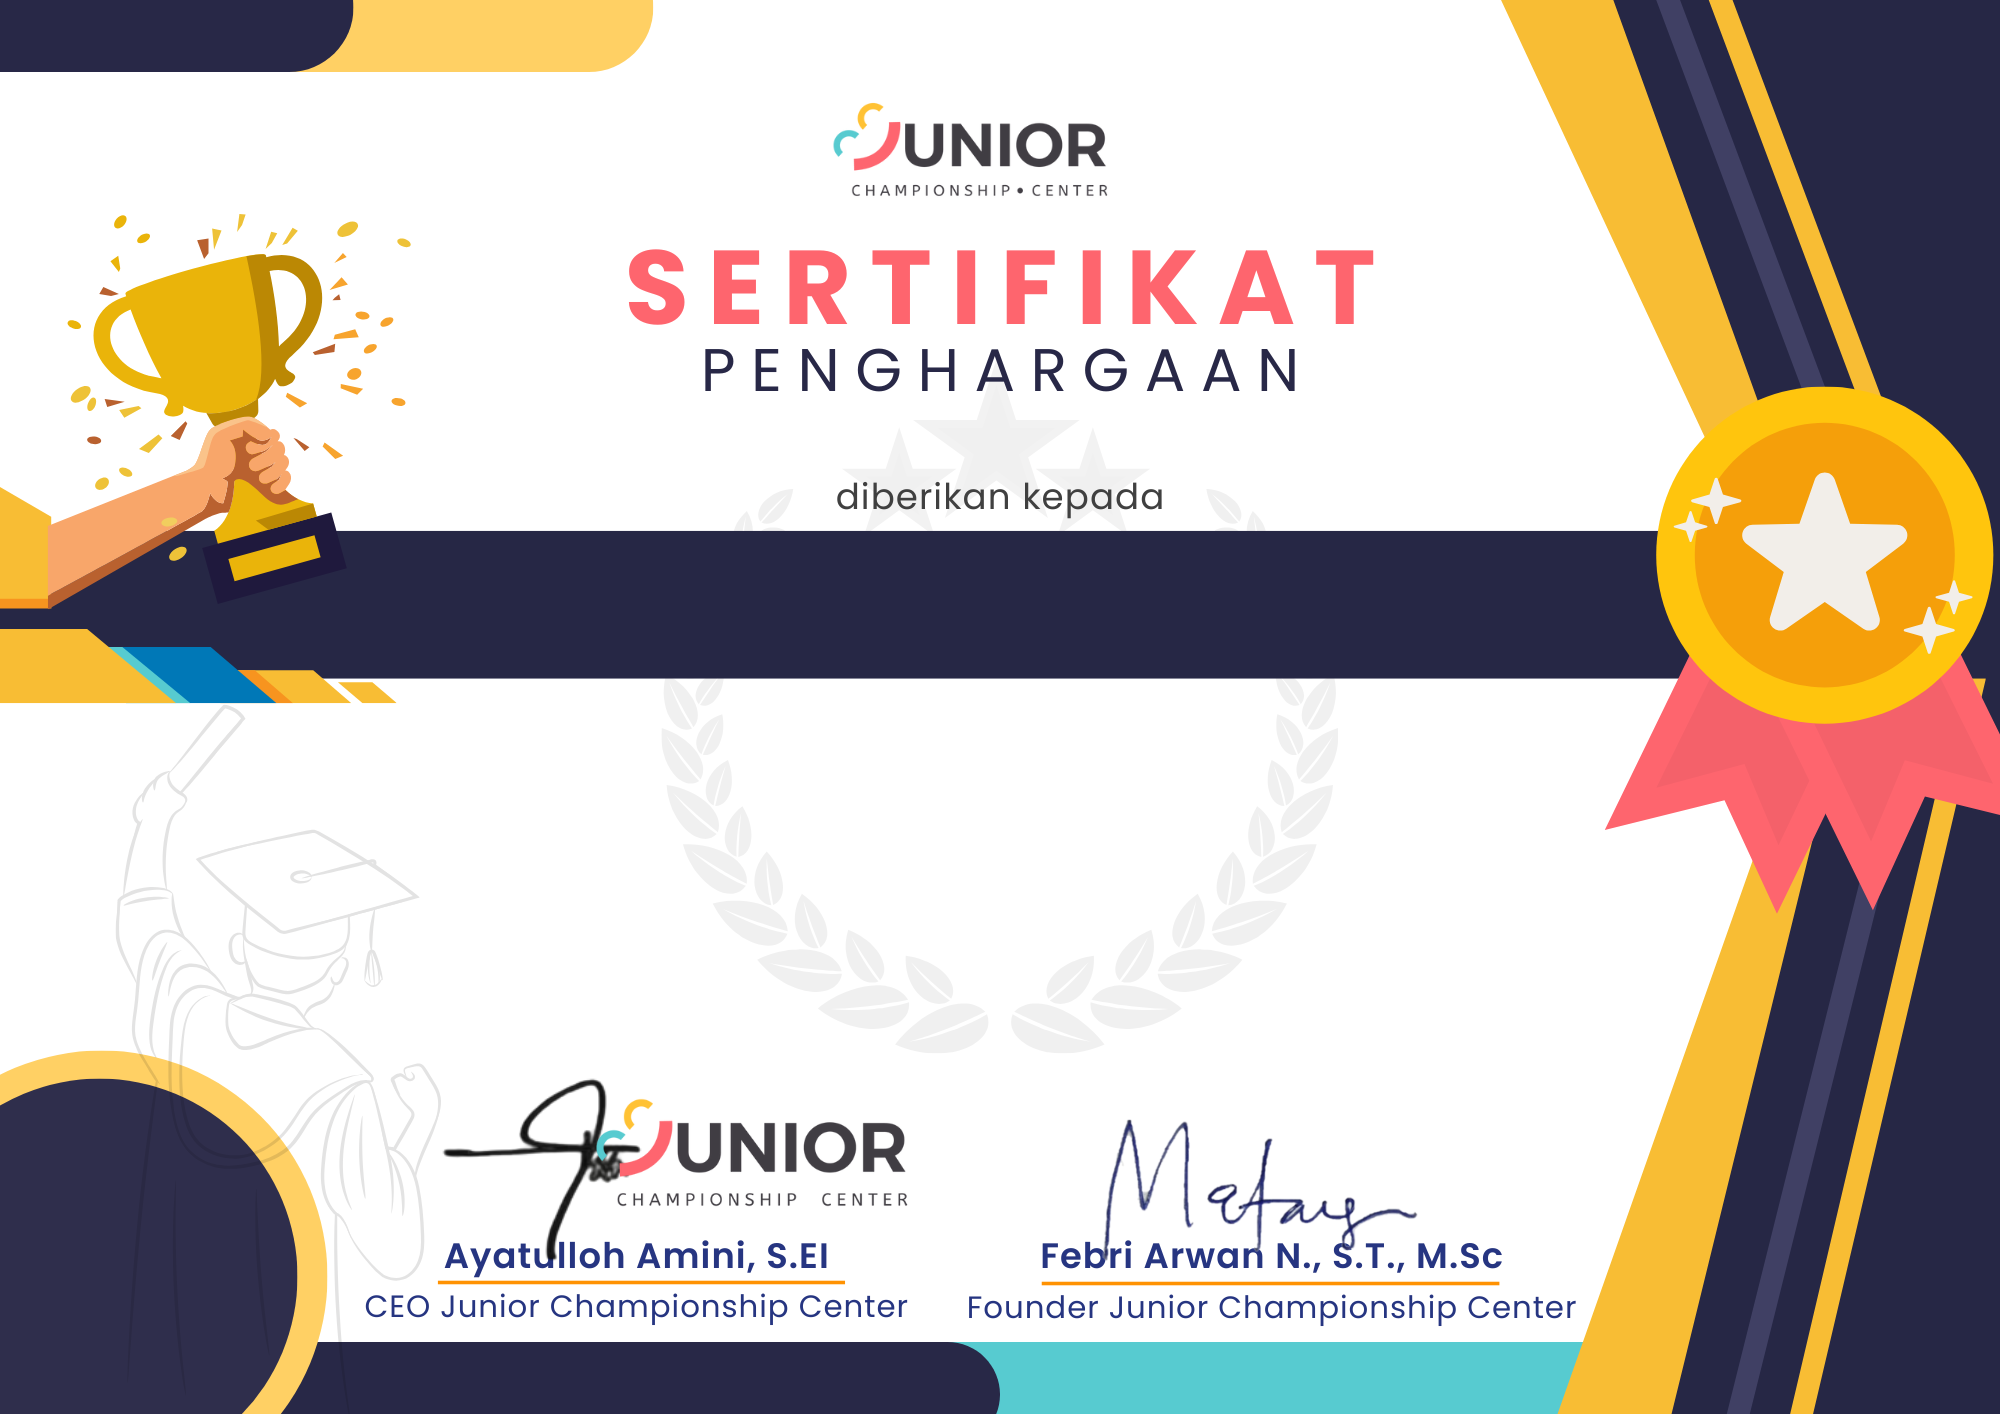 JUNIOR
CHAMPIONSHIP • CENTER
SERTIFIKAT
PENGHARGAAN
diberikan kepada
JUNIOR
CHAMPIONSHIP CENTER
Ayatulloh Amini, S.EI
CEO Junior Championship Center
Febri Arwan N., S.T., M.Sc
Founder Junior Championship Center